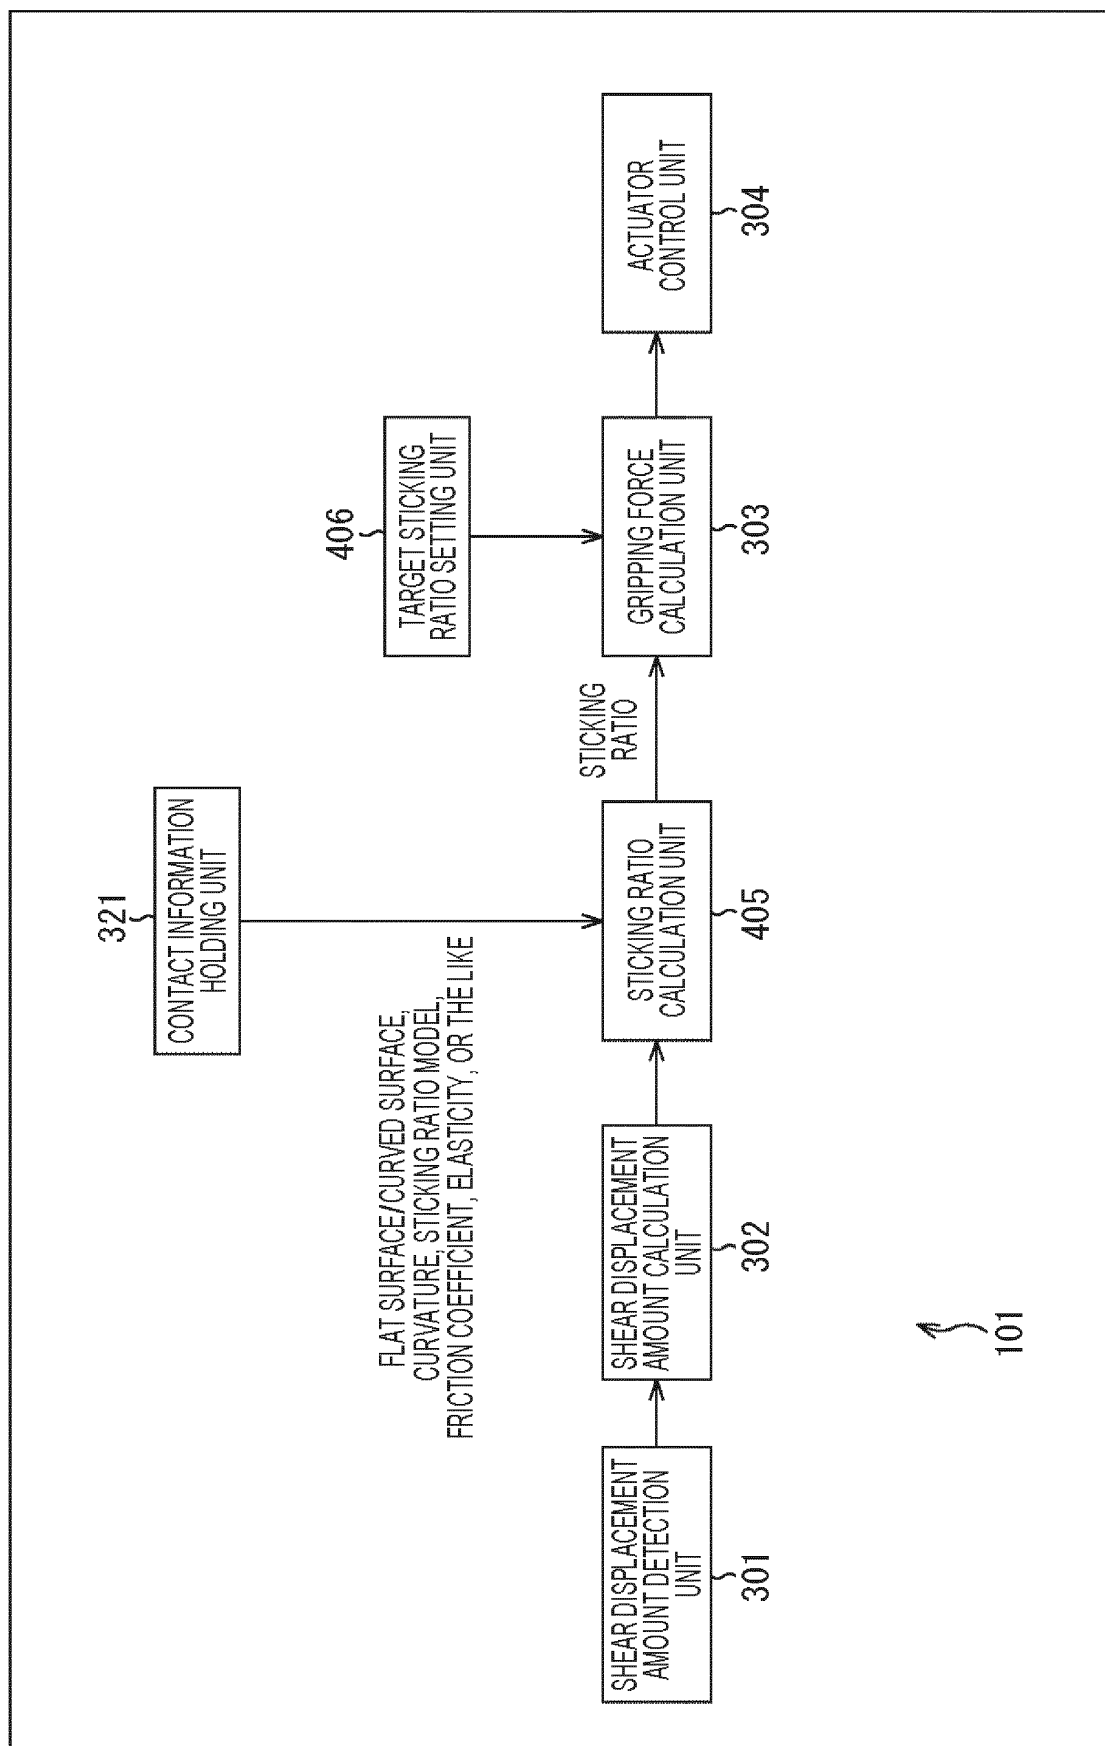 321
CONTACT INFORMATION
HOLDING UNIT
FLAT SURFACE/CURVED SURFACE,
CURVATURE, STICKING RATIO MODEL,
FRICTION COEFFICIENT, ELASTICITY, OR THE LIKE
406
TARGET STICKING
RATIO SETTING UNIT
SHEAR DISPLACEMENT
AMOUNT DETECTION
UNIT
301
SHEAR DISPLACEMENT
AMOUNT CALCULATION
UNIT
302
STICKING RATIO
CALCULATION UNIT
405
STICKING
RATIO
GRIPPING FORCE
CALCULATION UNIT
303
ACTUATOR
CONTROL UNIT
304
101